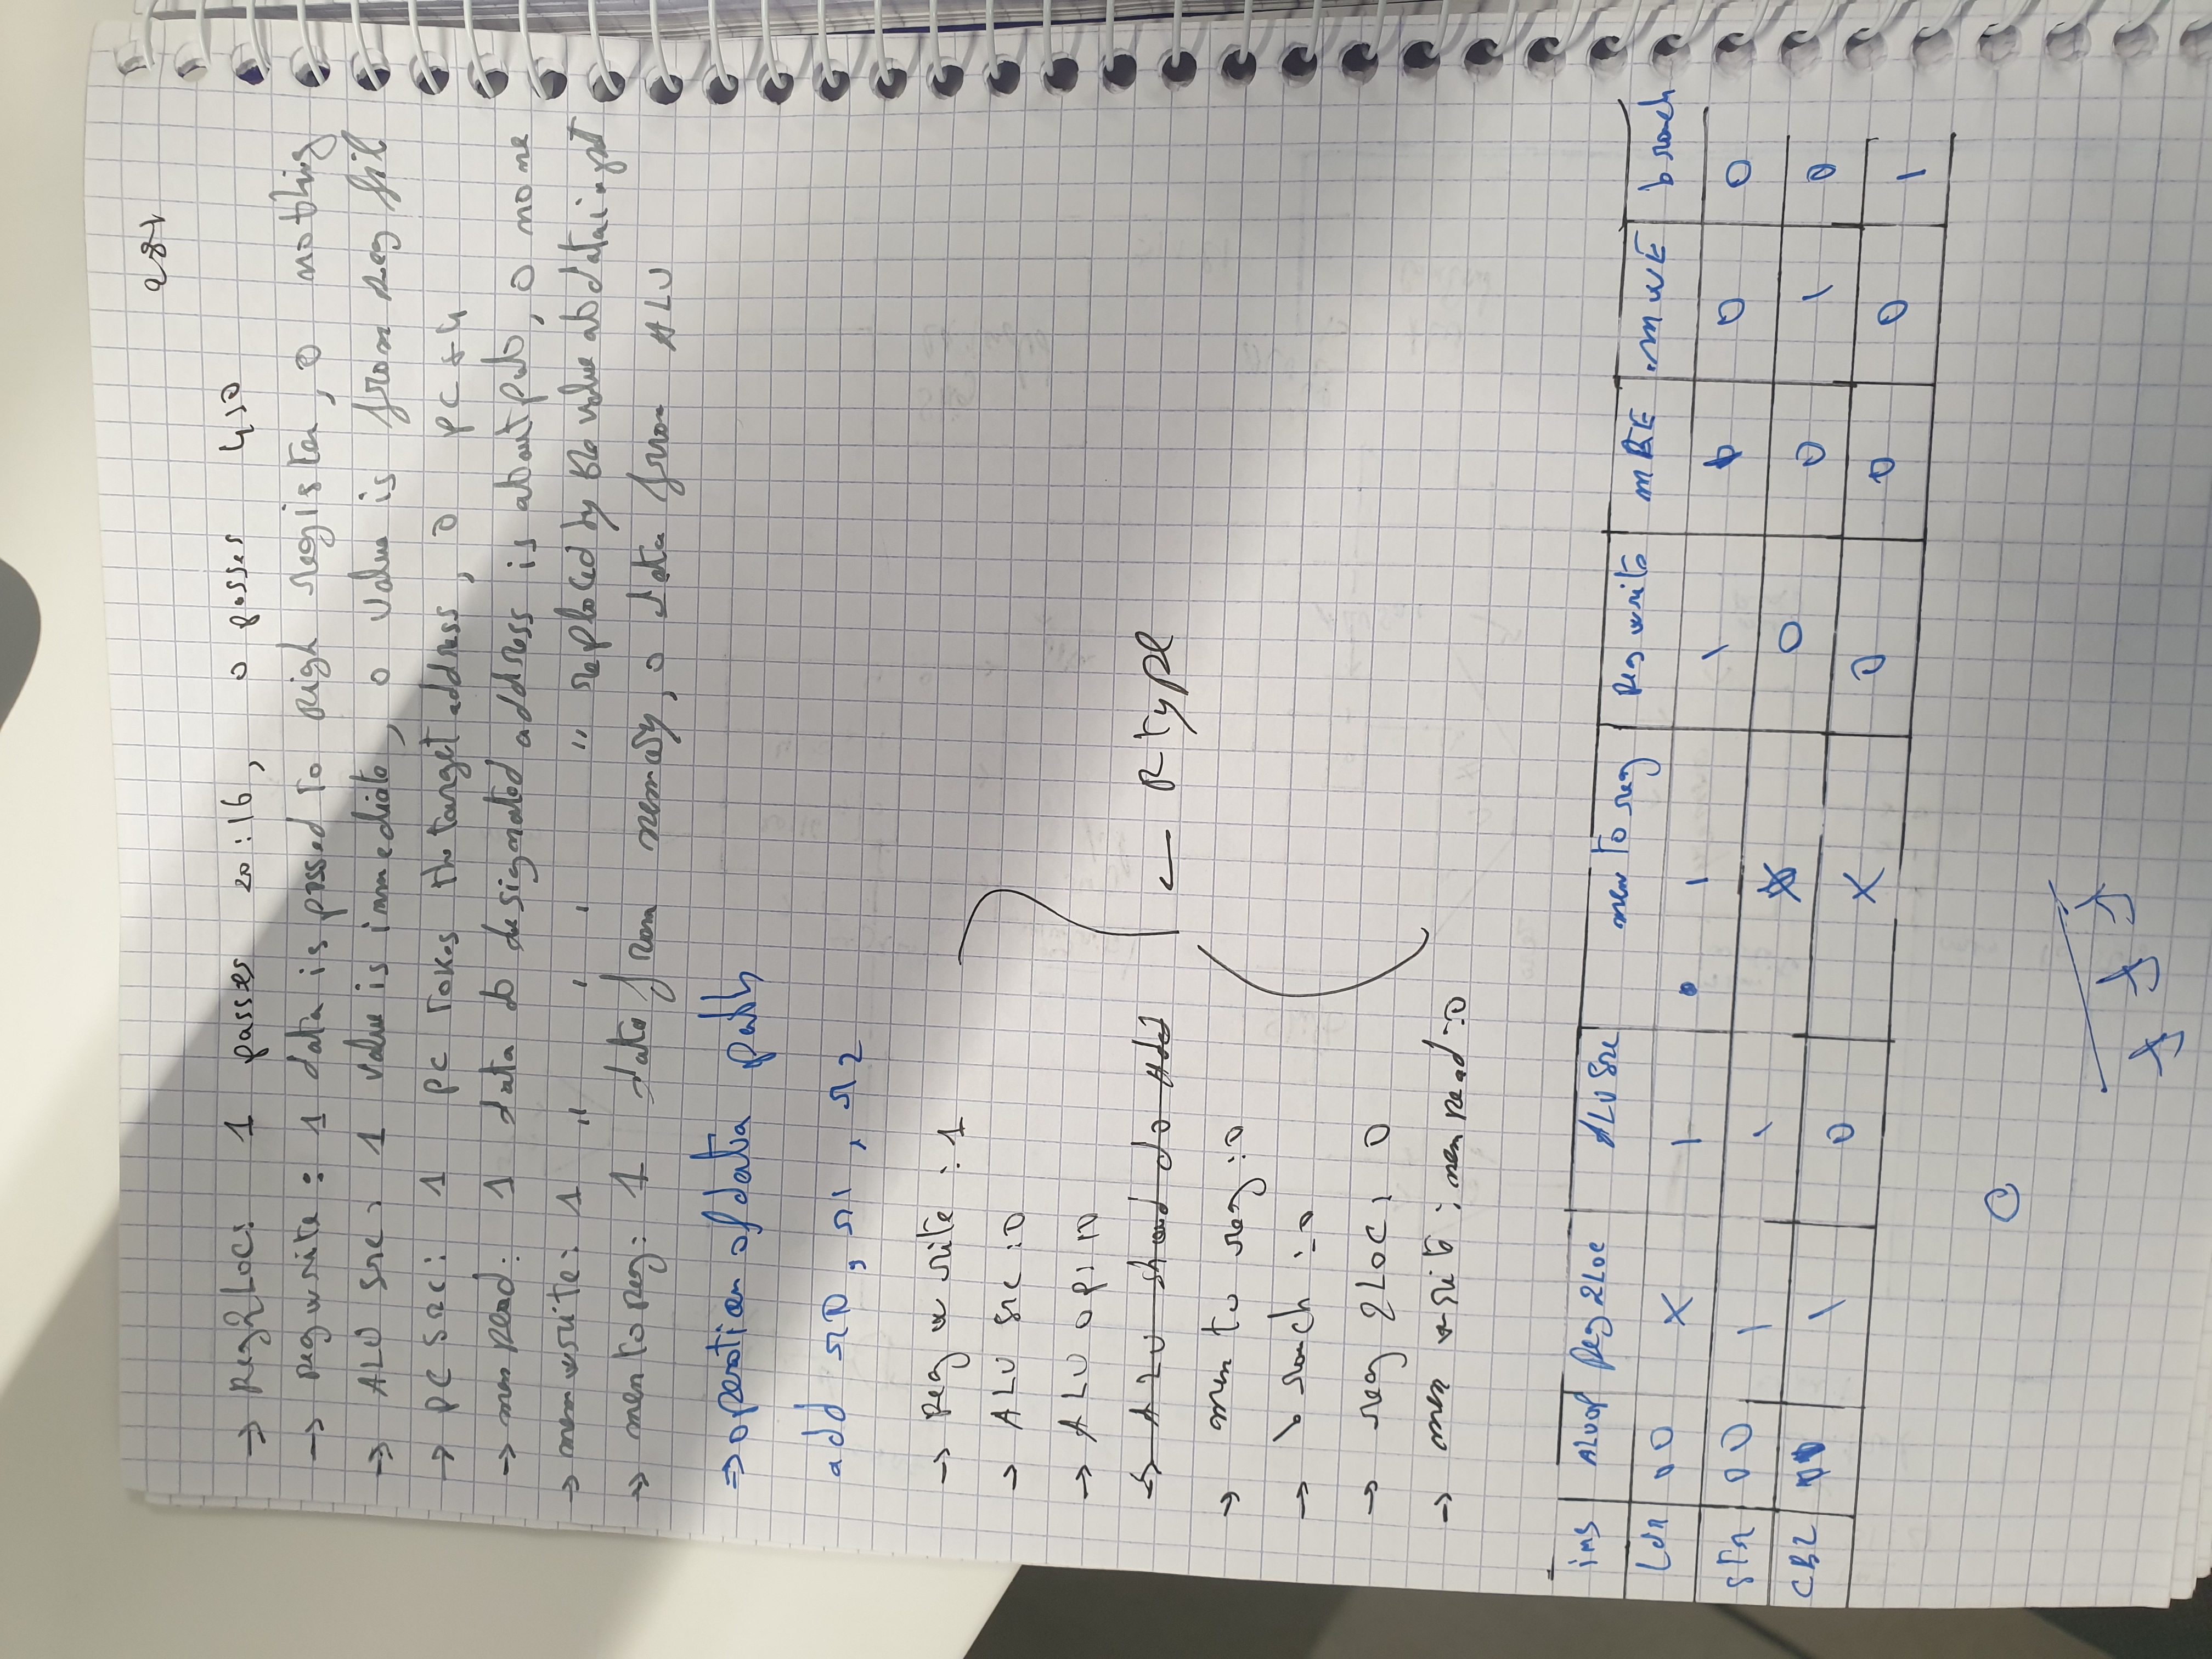 281
→ Reg2Loc: 1 passes 20:16, 0 passes 4:0
→ Reg write : 1 data is passed to Righ register, 0 nothing
→ ALU Src: 1 value is immediate, 0 value is from Reg fil
→ PC Src: 1 PC Takes the target address, 0 PC + 4
→ mem Read: 1 data to designated address is at output, 0 none
→ mem write: 1 " " " " replaced by the value at data input
→ mem to Reg: 1 data from memory, 0 data from ALU
⇒ operation of data path
add r0, r1, r2
→ Reg write : 1
→ ALU Src : 0
→ ALU op: 10
→ ALU should do Add
← R type
→ mem to reg : 0
→ branch := 0
→ reg 2Loc: 0
→ mem write : mem Read := 0
ins ALUOP Reg2Loc ALU Src mem to reg Reg write MRE MWE branch
Ldr 00 X 1 1 1 1 0 0
STR 00 1 1 X 0 0 1 0
CBZ 01 1 0 X 0 0 0 1